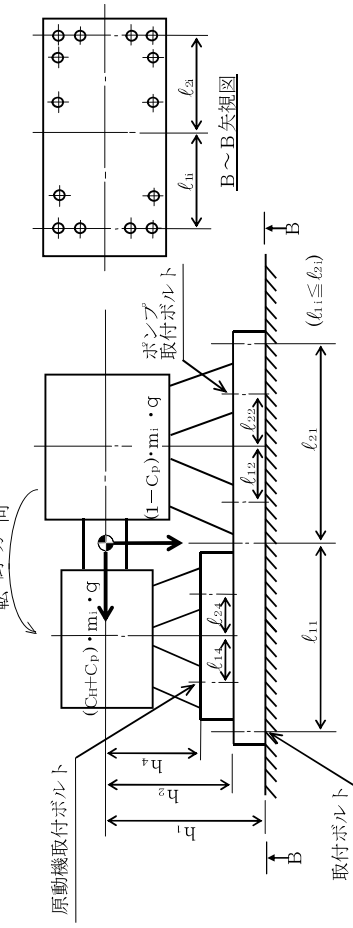 転倒方向
(CH+Cp)・mi・g
(1−Cp)・mi・g
原動機取付ボルト
ポンプ
取付ボルト
h4
h2
h1
ℓ14
ℓ24
ℓ12
ℓ22
ℓ11
ℓ21
(ℓ1i≦ℓ2i)
B
B
取付ボルト
ℓ1i
ℓ2i
B～B矢視図